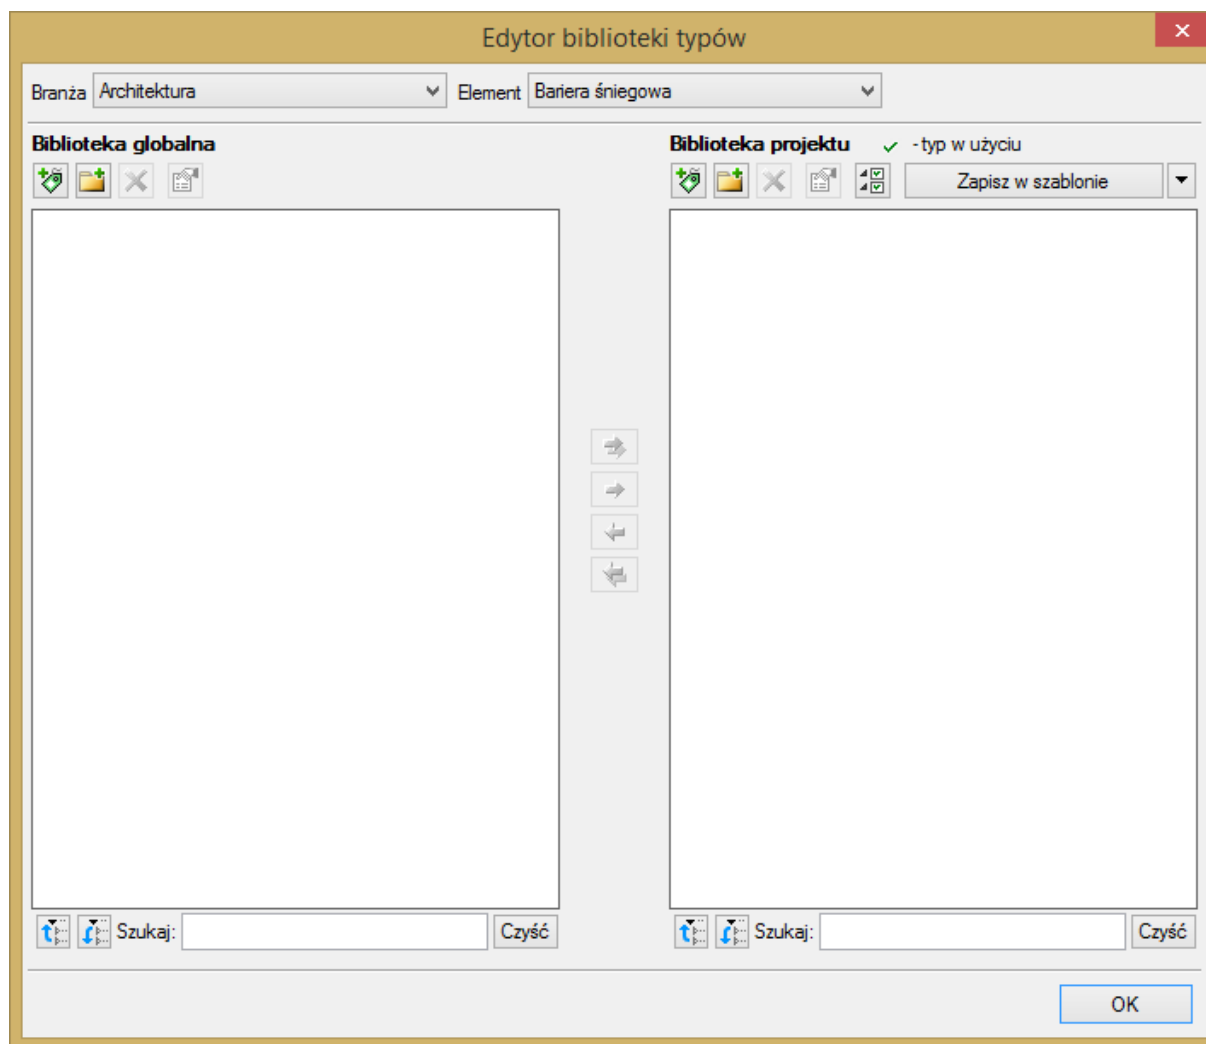 Edytor biblioteki typów
Branża Architektura Element Bariera śniegowa
Biblioteka globalna
Biblioteka projektu - typ w użyciu
Zapisz w szablonie
Szukaj: Czyść
Szukaj: Czyść
OK